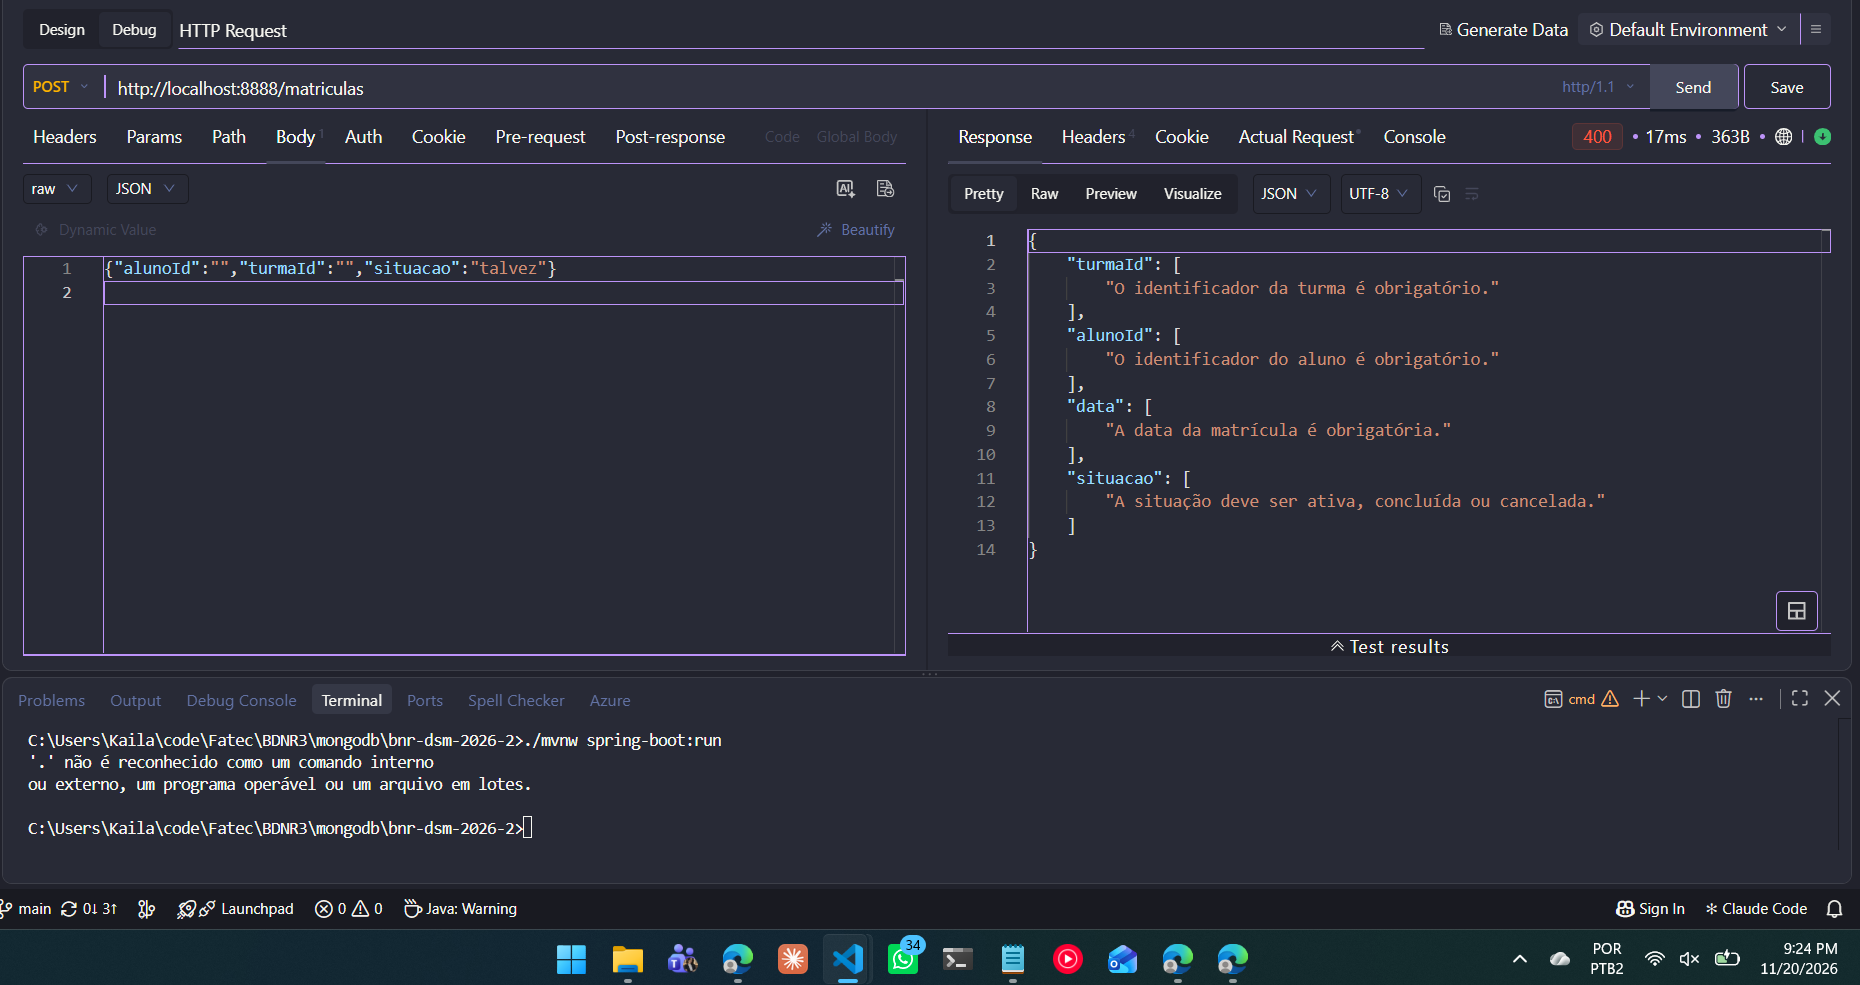 Design Debug HTTP Request Generate Data Default Environment
POST http://localhost:8888/matriculas http/1.1 Send Save
Headers Params Path Body 1 Auth Cookie Pre-request Post-response Code Global Body
raw JSON
Dynamic Value Beautify
1 {"alunoId":"","turmaId":"","situacao":"talvez"}
2
Response Headers 4 Cookie Actual Request Console 400 • 17ms • 363B
Pretty Raw Preview Visualize JSON UTF-8
1 {
2 "turmaId": [
3 "O identificador da turma é obrigatório."
4 ],
5 "alunoId": [
6 "O identificador do aluno é obrigatório."
7 ],
8 "data": [
9 "A data da matrícula é obrigatória."
10 ],
11 "situacao": [
12 "A situação deve ser ativa, concluída ou cancelada."
13 ]
14 }
Test results
Problems Output Debug Console Terminal Ports Spell Checker Azure cmd
C:\Users\Kaila\code\Fatec\BDNR3\mongodb\bnr-dsm-2026-2>./mvnw spring-boot:run
'.' não é reconhecido como um comando interno
ou externo, um programa operável ou um arquivo em lotes.
C:\Users\Kaila\code\Fatec\BDNR3\mongodb\bnr-dsm-2026-2>
main 0↓ 3↑ Launchpad 0 0 Java: Warning Sign In Claude Code
34
POR
PTB2
9:24 PM
11/20/2026